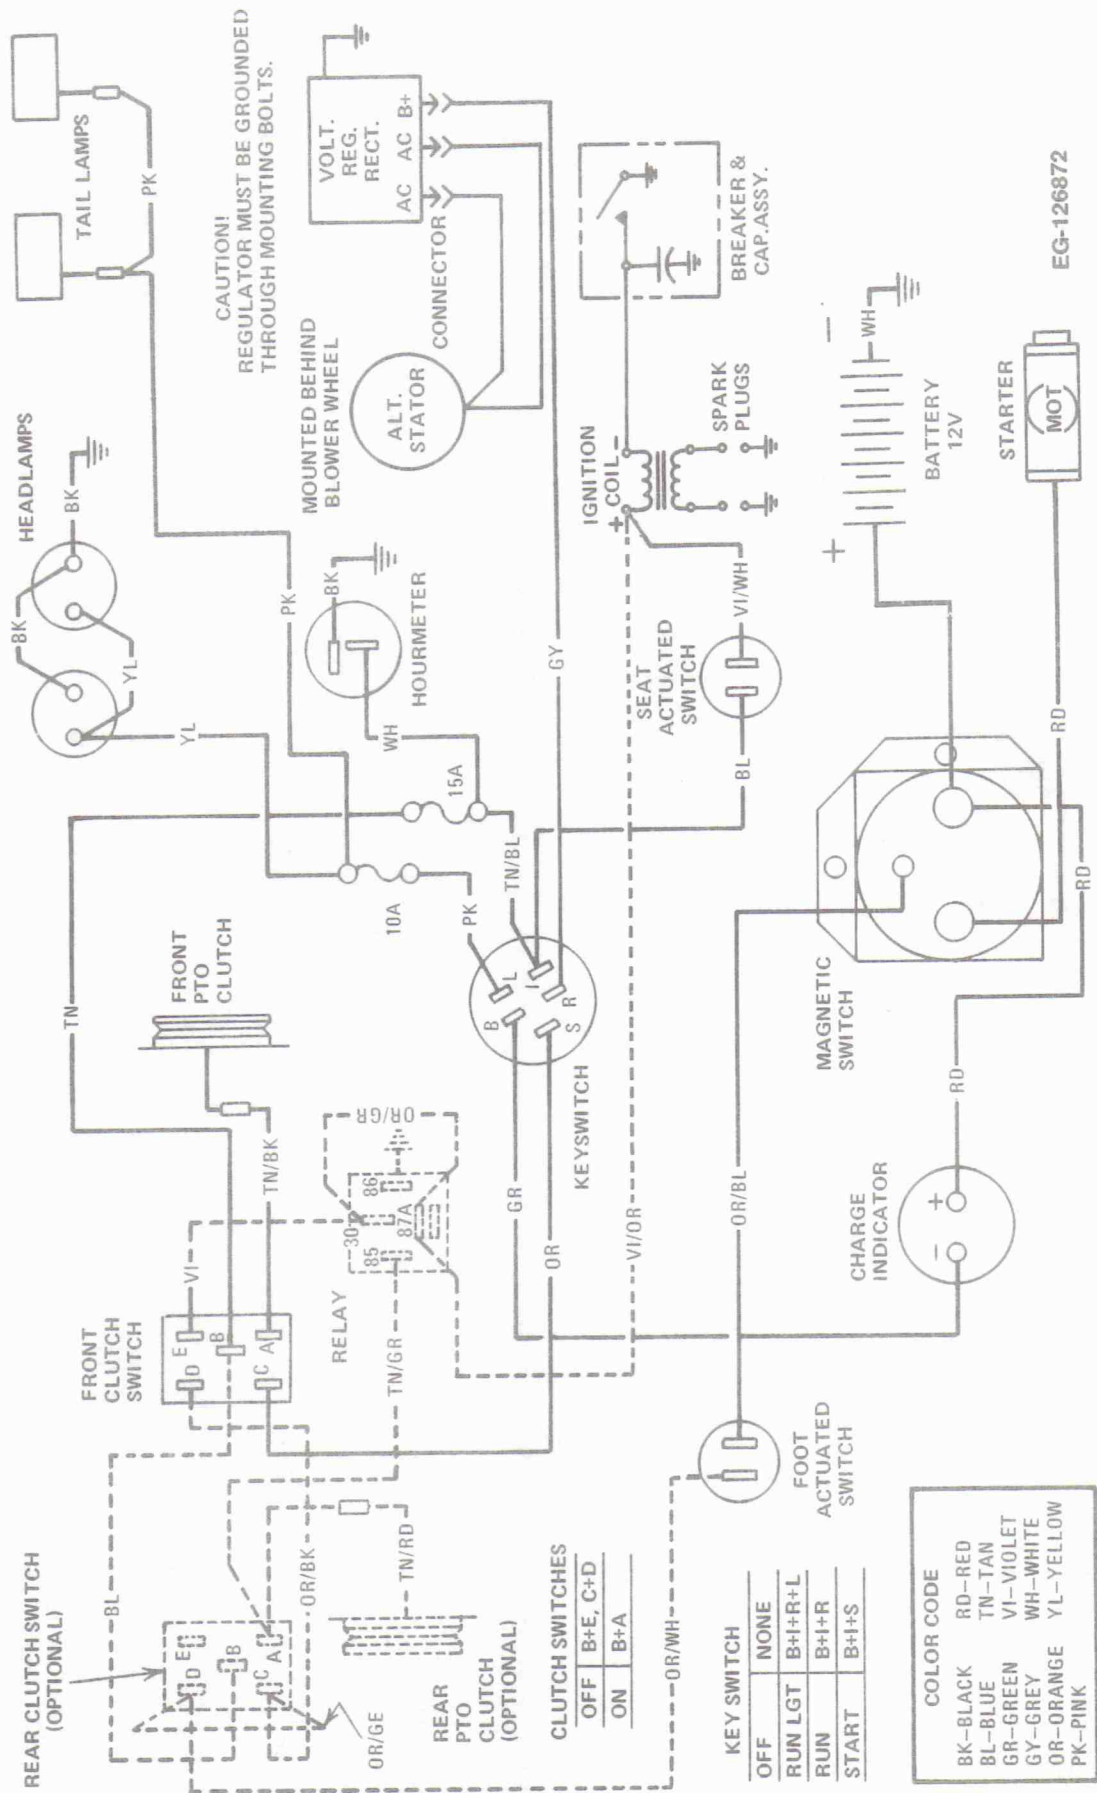 REAR CLUTCH SWITCH
(OPTIONAL)
FRONT
CLUTCH
SWITCH
FRONT
PTO
CLUTCH
HEADLAMPS
TAIL LAMPS
CAUTION!
REGULATOR MUST BE GROUNDED
THROUGH MOUNTING BOLTS.
BL
D
E
B
C
A
D
E
B
C
A
VI
TN
TN/BK
YL
YL
BK
BK
PK
PK
OR/BK
OR/GE
TN/GR
TN/RD
REAR
PTO
CLUTCH
(OPTIONAL)
RELAY
85
30
87A
86
OR/GR
10A
15A
WH
HOURMETER
BK
MOUNTED BEHIND
BLOWER WHEEL
ALT.
STATOR
CONNECTOR
VOLT.
REG.
RECT.
AC
AC
B+
KEYSWITCH
B
L
I
R
S
PK
TN/BL
GR
OR
GY
CLUTCH SWITCHES
OFF B+E, C+D
ON B+A
OR/WH
VI/OR
OR/BL
BL
SEAT
ACTUATED
SWITCH
VI/WH
IGNITION
COIL
+
-
SPARK
PLUGS
BREAKER &
CAP. ASSY.
KEY SWITCH
OFF NONE
RUN LGT B+I+R+L
RUN B+I+R
START B+I+S
FOOT
ACTUATED
SWITCH
CHARGE
INDICATOR
-
+
RD
MAGNETIC
SWITCH
RD
RD
+
BATTERY
12V
-
WH
STARTER
MOT
COLOR CODE
BK-BLACK RD-RED
BL-BLUE TN-TAN
GR-GREEN VI-VIOLET
GY-GREY WH-WHITE
OR-ORANGE YL-YELLOW
PK-PINK
EG-126872